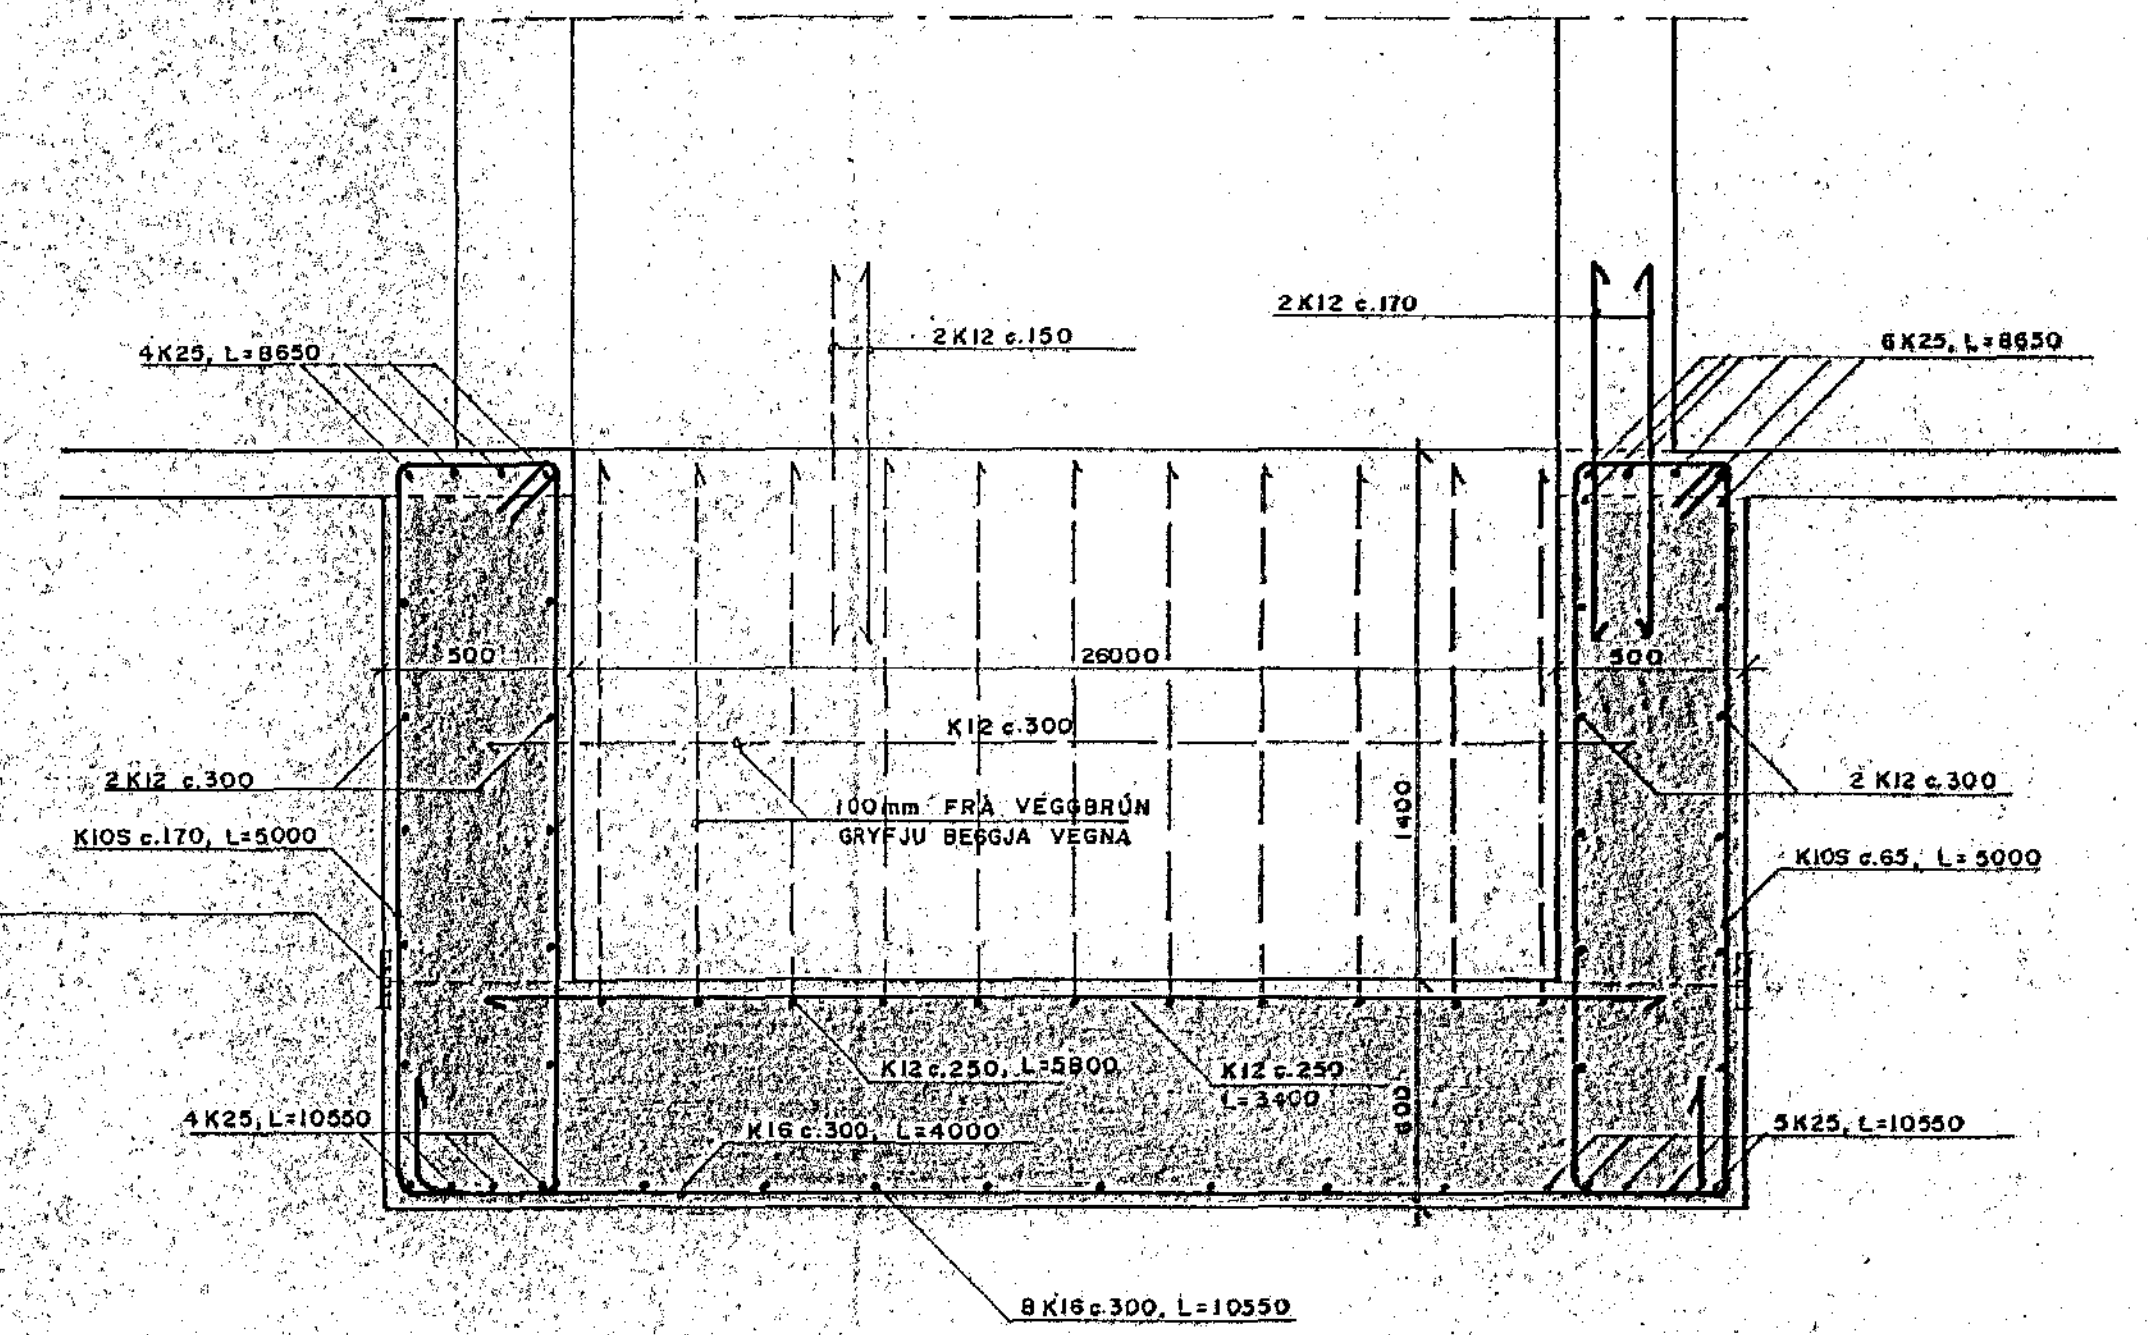 2K12 c.170
2K12 c.150
4K25, L=8650
6K25, L=8650
500
26000
500
K12 c.300
2K12 c.300
2 K12 c.300
100mm FRÁ VEGGBRÚN
GRYFJU BEGGJA VEGNA
1400
K10S c.170, L=5000
K10S c.65, L=5000
K12 c.250, L=5800
K12 c.250
L=3400
600
4K25, L=10550
K16 c.300, L=4000
5K25, L=10550
8K16 c.300, L=10550